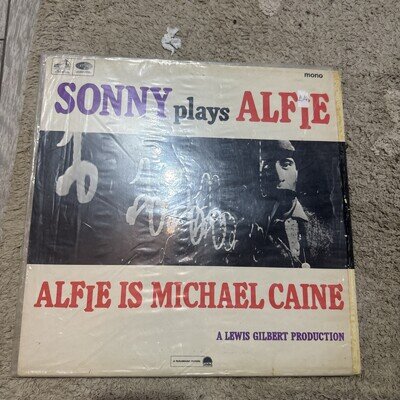 mono
SONNY plays ALFIE
ALFIE IS MICHAEL CAINE
A LEWIS GILBERT PRODUCTION